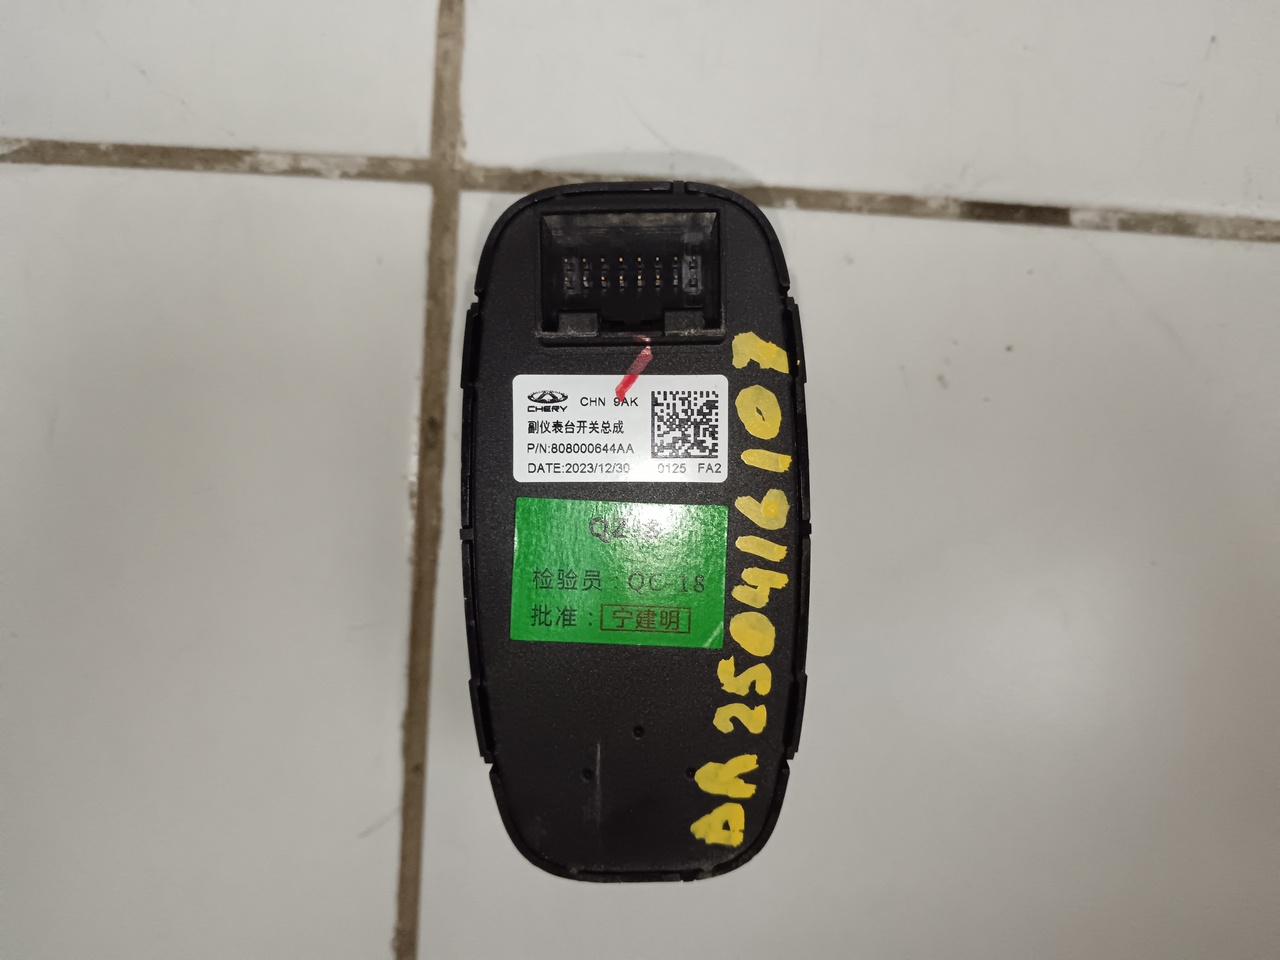 CHERY CHN 9AK
副仪表台开关总成
P/N:808000644AA
DATE:2023/12/30 0125 FA2
检验员：QC 18
批准：宁建明
DR 250416107